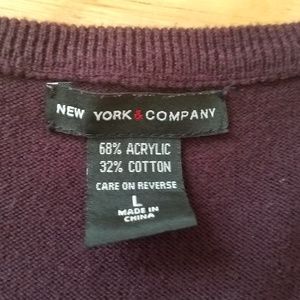 NEW YORK & COMPANY
68% ACRYLIC
32% COTTON
CARE ON REVERSE
L
MADE IN
CHINA